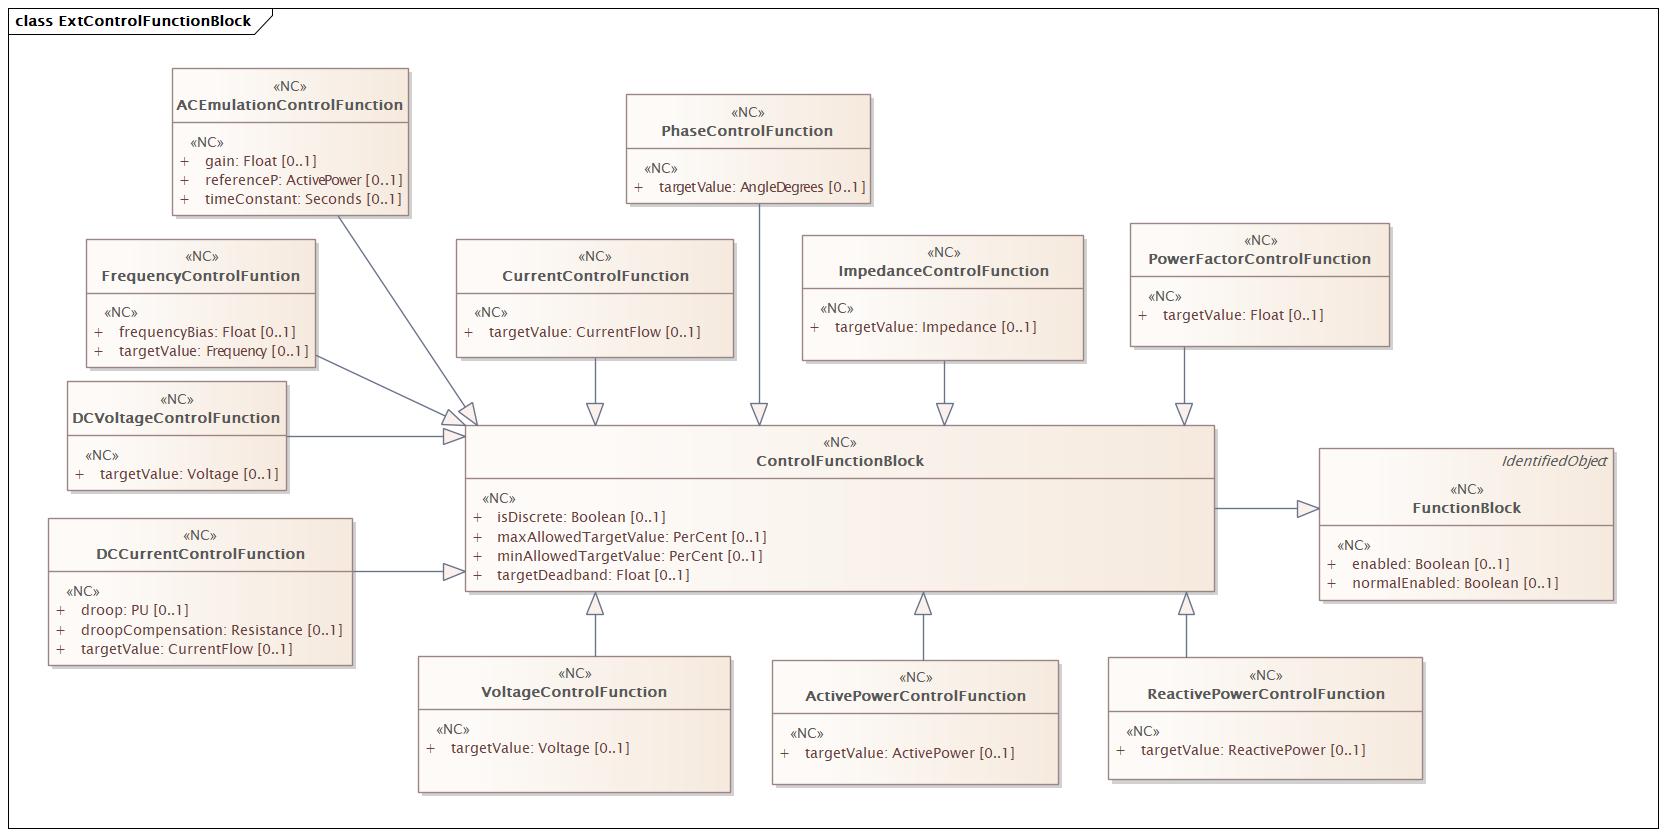 class ExtControlFunctionBlock
«NC»
ACEmulationControlFunction
«NC»
+ gain: Float [0..1]
+ referenceP: ActivePower [0..1]
+ timeConstant: Seconds [0..1]
«NC»
PhaseControlFunction
«NC»
+ targetValue: AngleDegrees [0..1]
«NC»
FrequencyControlFuntion
«NC»
+ frequencyBias: Float [0..1]
+ targetValue: Frequency [0..1]
«NC»
CurrentControlFunction
«NC»
+ targetValue: CurrentFlow [0..1]
«NC»
ImpedanceControlFunction
«NC»
+ targetValue: Impedance [0..1]
«NC»
PowerFactorControlFunction
«NC»
+ targetValue: Float [0..1]
«NC»
DCVoltageControlFunction
«NC»
+ targetValue: Voltage [0..1]
«NC»
ControlFunctionBlock
«NC»
+ isDiscrete: Boolean [0..1]
+ maxAllowedTargetValue: PerCent [0..1]
+ minAllowedTargetValue: PerCent [0..1]
+ targetDeadband: Float [0..1]
IdentifiedObject
«NC»
FunctionBlock
«NC»
+ enabled: Boolean [0..1]
+ normalEnabled: Boolean [0..1]
«NC»
DCCurrentControlFunction
«NC»
+ droop: PU [0..1]
+ droopCompensation: Resistance [0..1]
+ targetValue: CurrentFlow [0..1]
«NC»
VoltageControlFunction
«NC»
+ targetValue: Voltage [0..1]
«NC»
ActivePowerControlFunction
«NC»
+ targetValue: ActivePower [0..1]
«NC»
ReactivePowerControlFunction
«NC»
+ targetValue: ReactivePower [0..1]